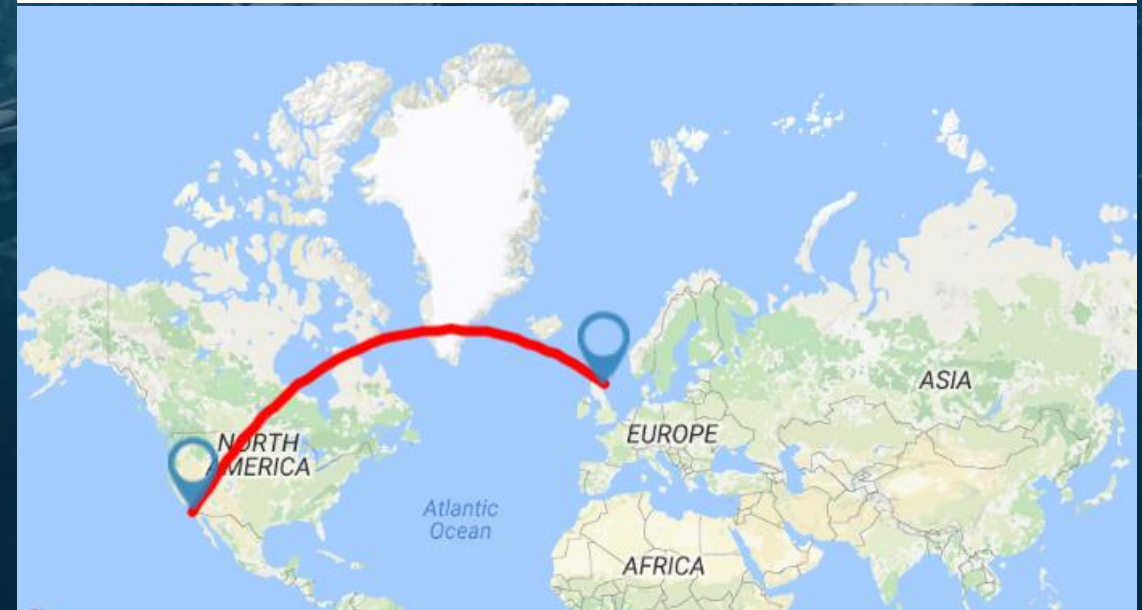 ASIA
NORTH
AMERICA
EUROPE
Atlantic
Ocean
AFRICA